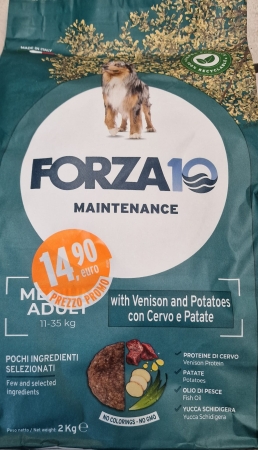 MADE IN ITALY
FORZA10
MAINTENANCE
14,90
euro
PREZZO PROMO
ADULT
11-35 kg
with Venison and Potatoes
con Cervo e Patate
POCHI INGREDIENTI
SELEZIONATI
Few and selected
ingredients
PROTEINE DI CERVO
Venison Protein
PATATE
Potatoes
OLIO DI PESCE
Fish Oil
YUCCA SCHIDIGERA
Yucca Schidigera
NO COLORINGS - NO GMO
Peso netto / Net weight 2 Kg ℮